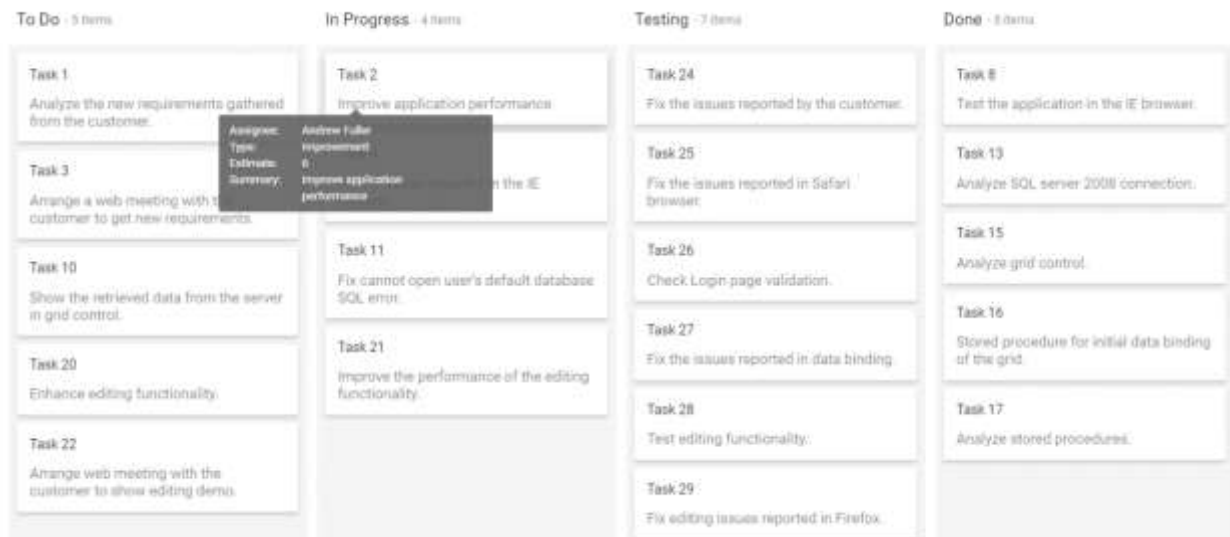 To Do - 5 items
Task 1
Analyze the new requirements gathered
from the customer.
Task 3
Arrange a web meeting with
customer to get new requirements.
Task 10
Show the retrieved data from the server
in grid control.
Task 20
Enhance editing functionality.
Task 22
Arrange web meeting with the
customer to show editing demo.
In Progress - 4 items
Task 2
Improve application performance
Assignee: Andrew Fuller
Type: Improvement
Estimate: 6
Summary: Improve application
performance
in the IE
Task 11
Fix cannot open user's default database
SQL error.
Task 21
Improve the performance of the editing
functionality.
Testing - 7 items
Task 24
Fix the issues reported by the customer.
Task 25
Fix the issues reported in Safari
browser.
Task 26
Check Login page validation.
Task 27
Fix the issues reported in data binding.
Task 28
Test editing functionality.
Task 29
Fix editing issues reported in Firefox.
Done - items
Task 8
Test the application in the IE browser.
Task 13
Analyze SQL server 2008 connection.
Task 15
Analyze grid control.
Task 16
Stored procedure for initial data binding
of the grid.
Task 17
Analyze stored procedures.